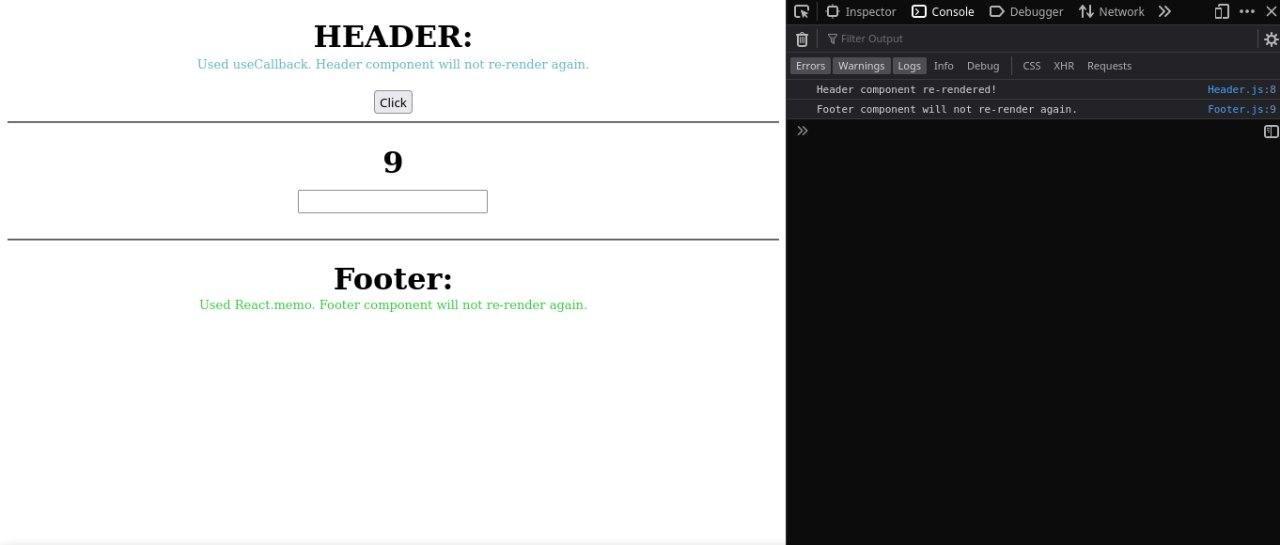 HEADER:
Used useCallback. Header component will not re-render again.
Click
9
Footer:
Used React.memo. Footer component will not re-render again.
Inspector Console Debugger Network
Filter Output
Errors Warnings Logs Info Debug CSS XHR Requests
Header component re-rendered! Header.js:8
Footer component will not re-render again. Footer.js:9